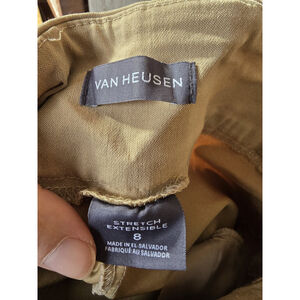 VAN HEUSEN
STRETCH
EXTENSIBLE
8
MADE IN EL SALVADOR
FABRIQUÉ AU SALVADOR